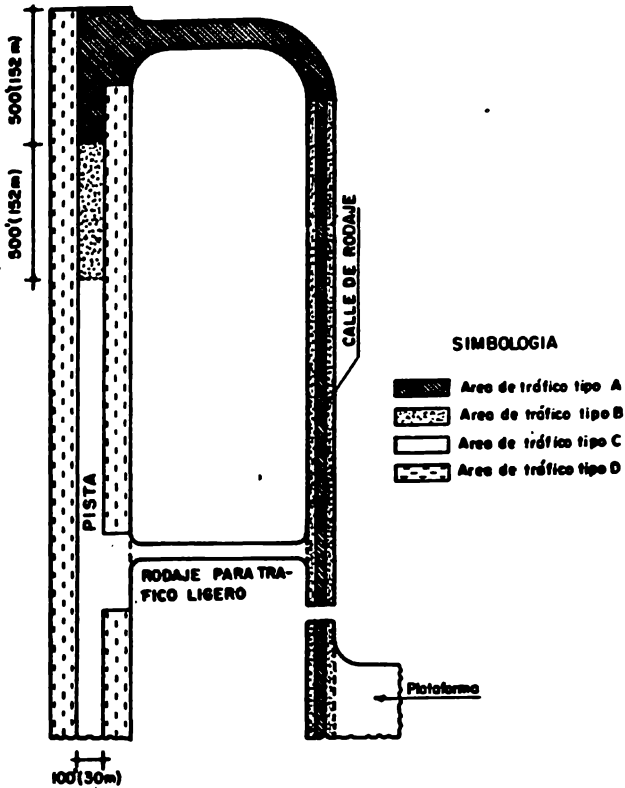 500'(152 m)
500'(152m)
PISTA
CALLE DE RODAJE
RODAJE PARA TRA-
FICO LIGERO
100'(30m)
Plataforma
SIMBOLOGIA
Area de tráfico tipo A
Area de tráfico tipo B
Area de tráfico tipo C
Area de tráfico tipo D